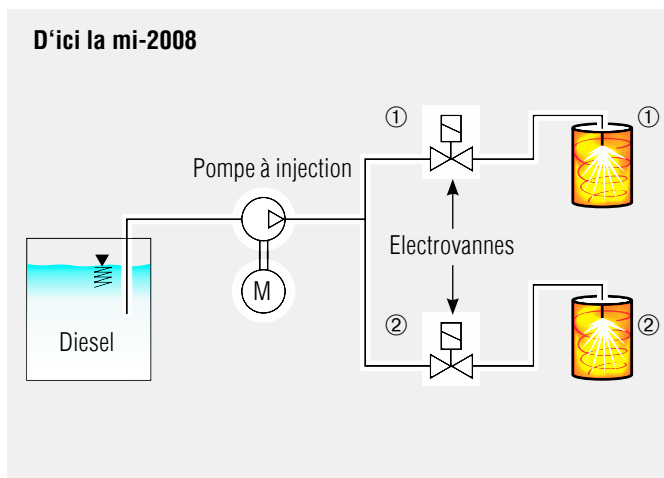 D‘ici la mi-2008
① ①
Pompe à injection
Electrovannes
M
② ②
Diesel